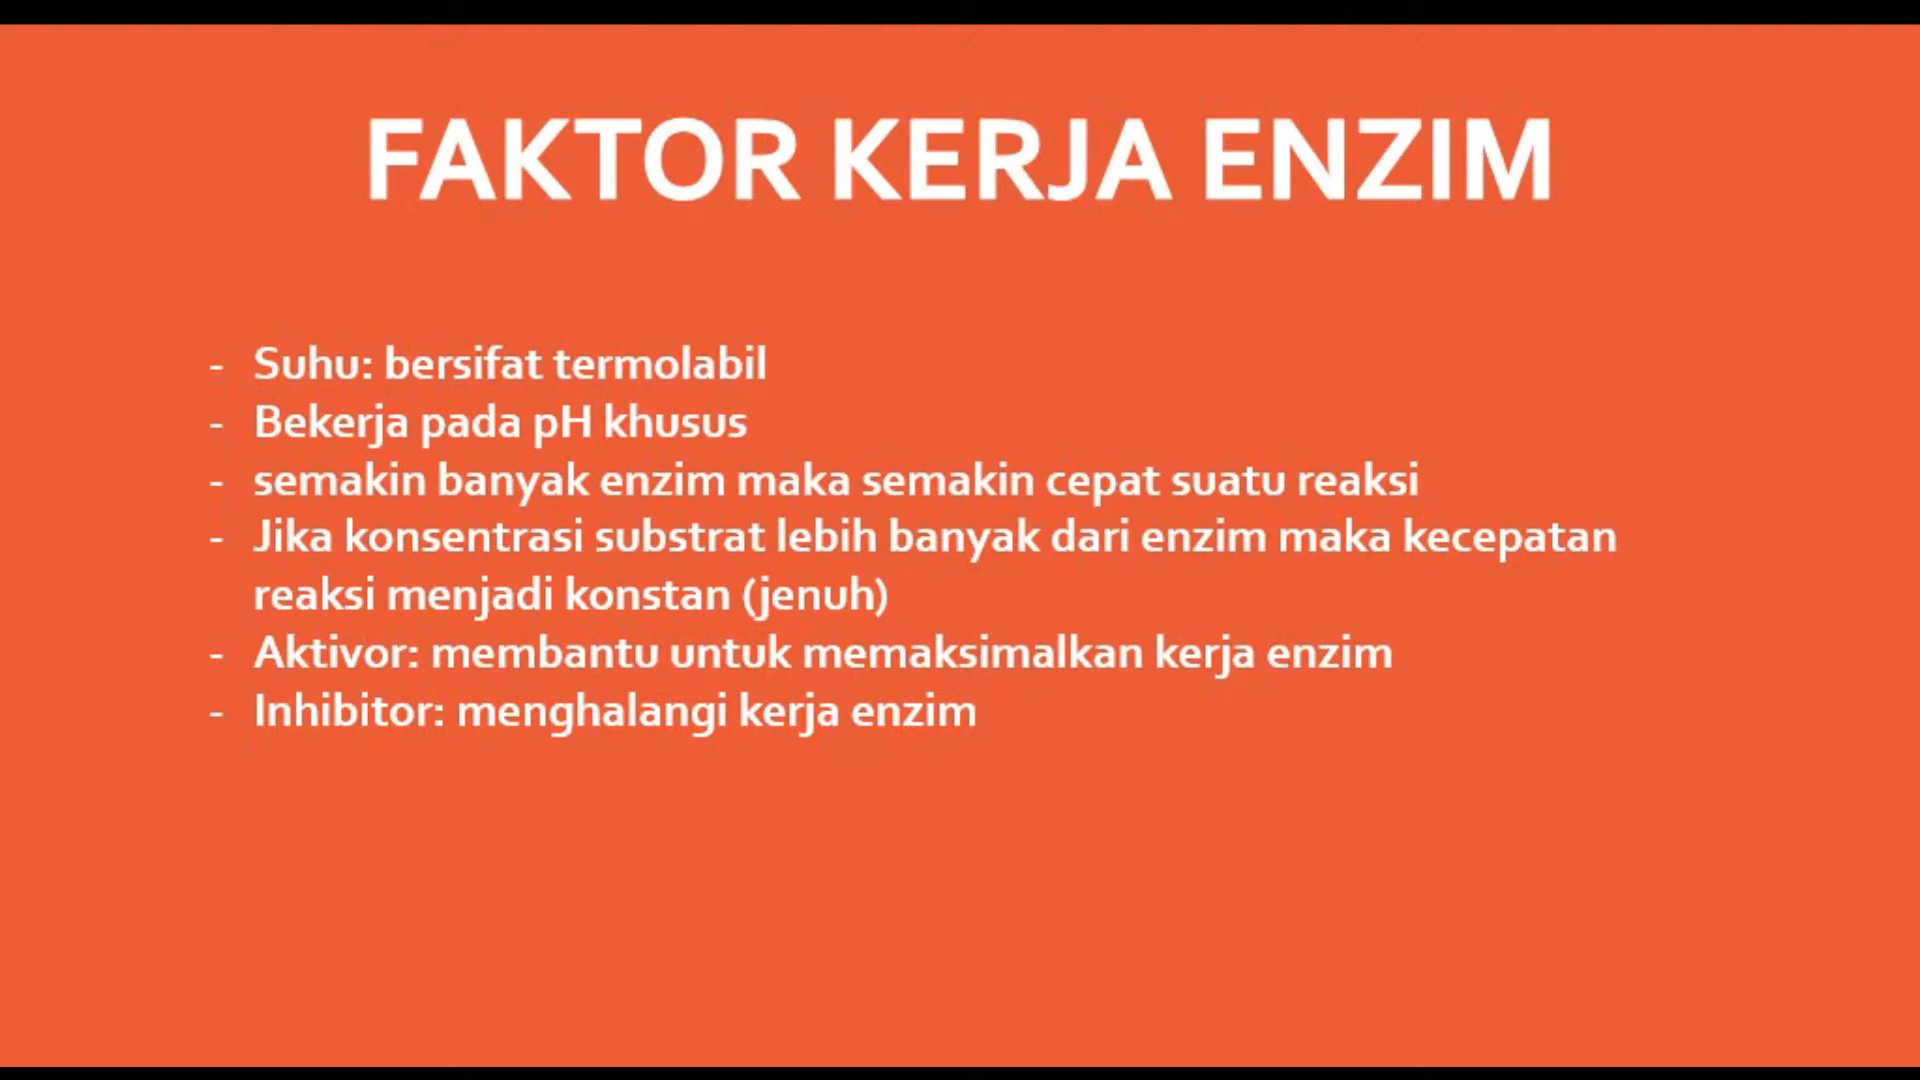 FAKTOR KERJA ENZIM
- Suhu: bersifat termolabil
- Bekerja pada pH khusus
- semakin banyak enzim maka semakin cepat suatu reaksi
- Jika konsentrasi substrat lebih banyak dari enzim maka kecepatan
reaksi menjadi konstan (jenuh)
- Aktivor: membantu untuk memaksimalkan kerja enzim
- Inhibitor: menghalangi kerja enzim